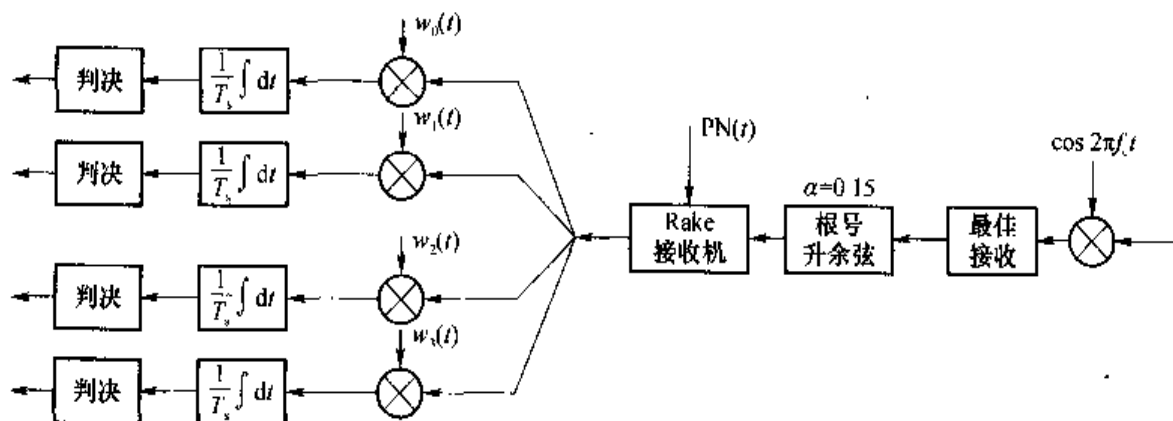 w₀(t)
判决
1/Tₛ ∫ dt
w₁(t)
判决
1/Tₛ ∫ dt
PN(t)
cos 2πf꜀t
α=0 15
Rake
接收机
根号
升余弦
最佳
接收
w₂(t)
判决
1/Tₛ ∫ dt
w₃(t)
判决
1/Tₛ ∫ dt